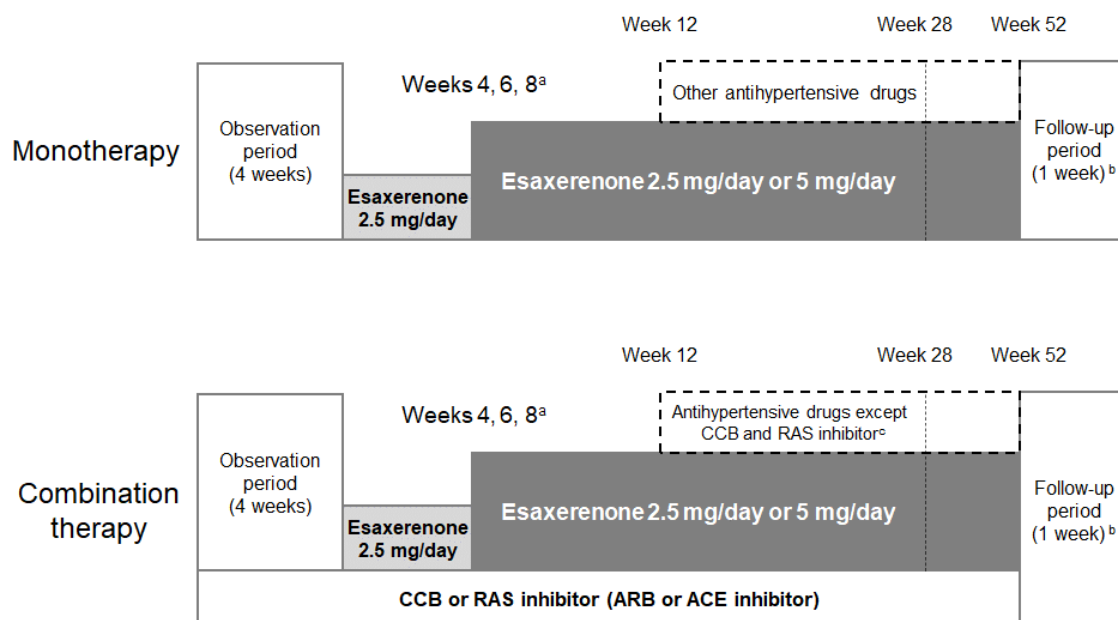 Week 12
Week 28
Week 52
Weeks 4, 6, 8a
Other antihypertensive drugs
Monotherapy
Observation
period
(4 weeks)
Esaxerenone
2.5 mg/day
Esaxerenone 2.5 mg/day or 5 mg/day
Follow-up
period
(1 week) b
Week 12
Week 28
Week 52
Weeks 4, 6, 8a
Antihypertensive drugs except
CCB and RAS inhibitorc
Combination
therapy
Observation
period
(4 weeks)
Esaxerenone
2.5 mg/day
Esaxerenone 2.5 mg/day or 5 mg/day
Follow-up
period
(1 week) b
CCB or RAS inhibitor (ARB or ACE inhibitor)